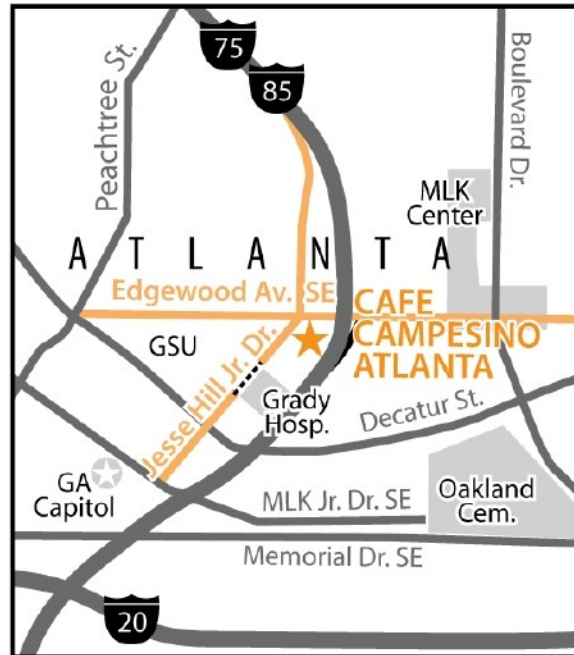 75
85
Peachtree St.
Boulevard Dr.
MLK
Center
ATLANTA
Edgewood Av. SE
CAFE
CAMPESINO
ATLANTA
GSU
Jesse Hill Jr. Dr.
Grady
Hosp.
Decatur St.
GA
Capitol
MLK Jr. Dr. SE
Oakland
Cem.
Memorial Dr. SE
20